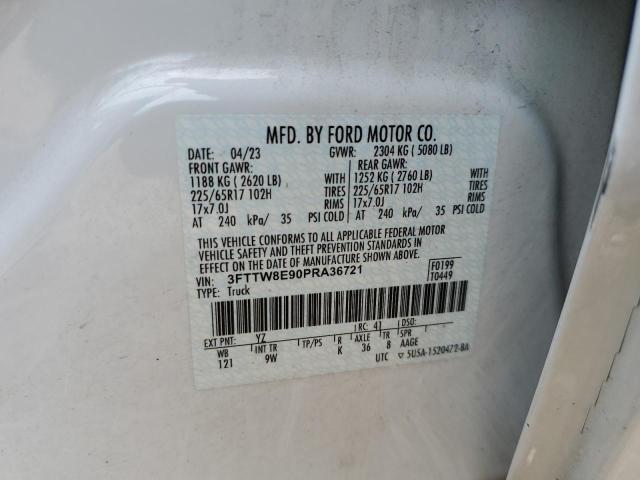 MFD. BY FORD MOTOR CO.
DATE: 04/23 GVWR: 2304 KG ( 5080 LB)
FRONT GAWR: REAR GAWR:
1188 KG ( 2620 LB) WITH 1252 KG ( 2760 LB) WITH
225/65R17 102H TIRES 225/65R17 102H TIRES
17x7.0J RIMS 17x7.0J RIMS
AT 240 kPa/ 35 PSI COLD AT 240 kPa/ 35 PSI COLD
THIS VEHICLE CONFORMS TO ALL APPLICABLE FEDERAL MOTOR
VEHICLE SAFETY AND THEFT PREVENTION STANDARDS IN
EFFECT ON THE DATE OF MANUFACTURE SHOWN ABOVE.
VIN: 3FTTW8E90PRA36721 F0199
TYPE: Truck T0449
EXT PNT: YZ RC: 41 DSO:
WB INT TR TP/PS R AXLE TR SPR
121 9W K 36 8 AAGE
UTC ▽ 5U5A-1520472-BA